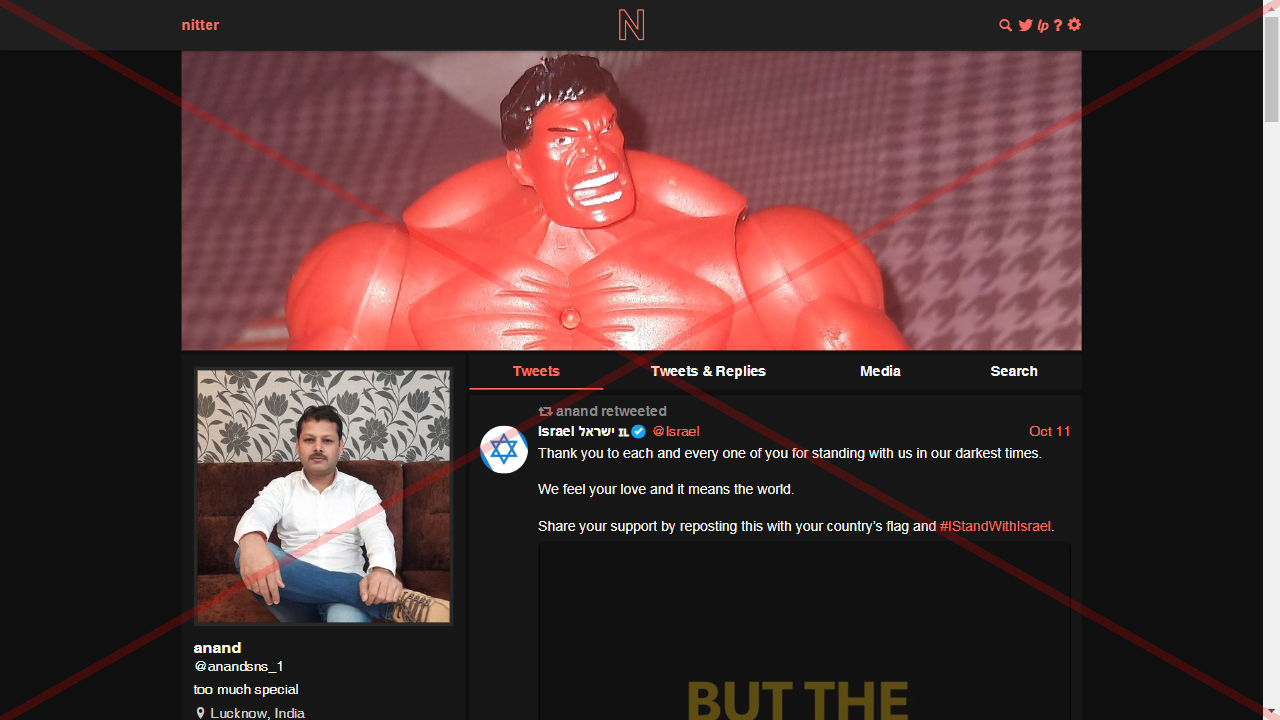 nitter
N
lp ?
Tweets
Tweets & Replies
Media
Search
anand retweeted
Israel ישראל 🇮🇱 @Israel
Oct 11
Thank you to each and every one of you for standing with us in our darkest times.
We feel your love and it means the world.
Share your support by reposting this with your country's flag and #IStandWithIsrael.
BUT THE
anand
@anandsns_1
too much special
Lucknow, India